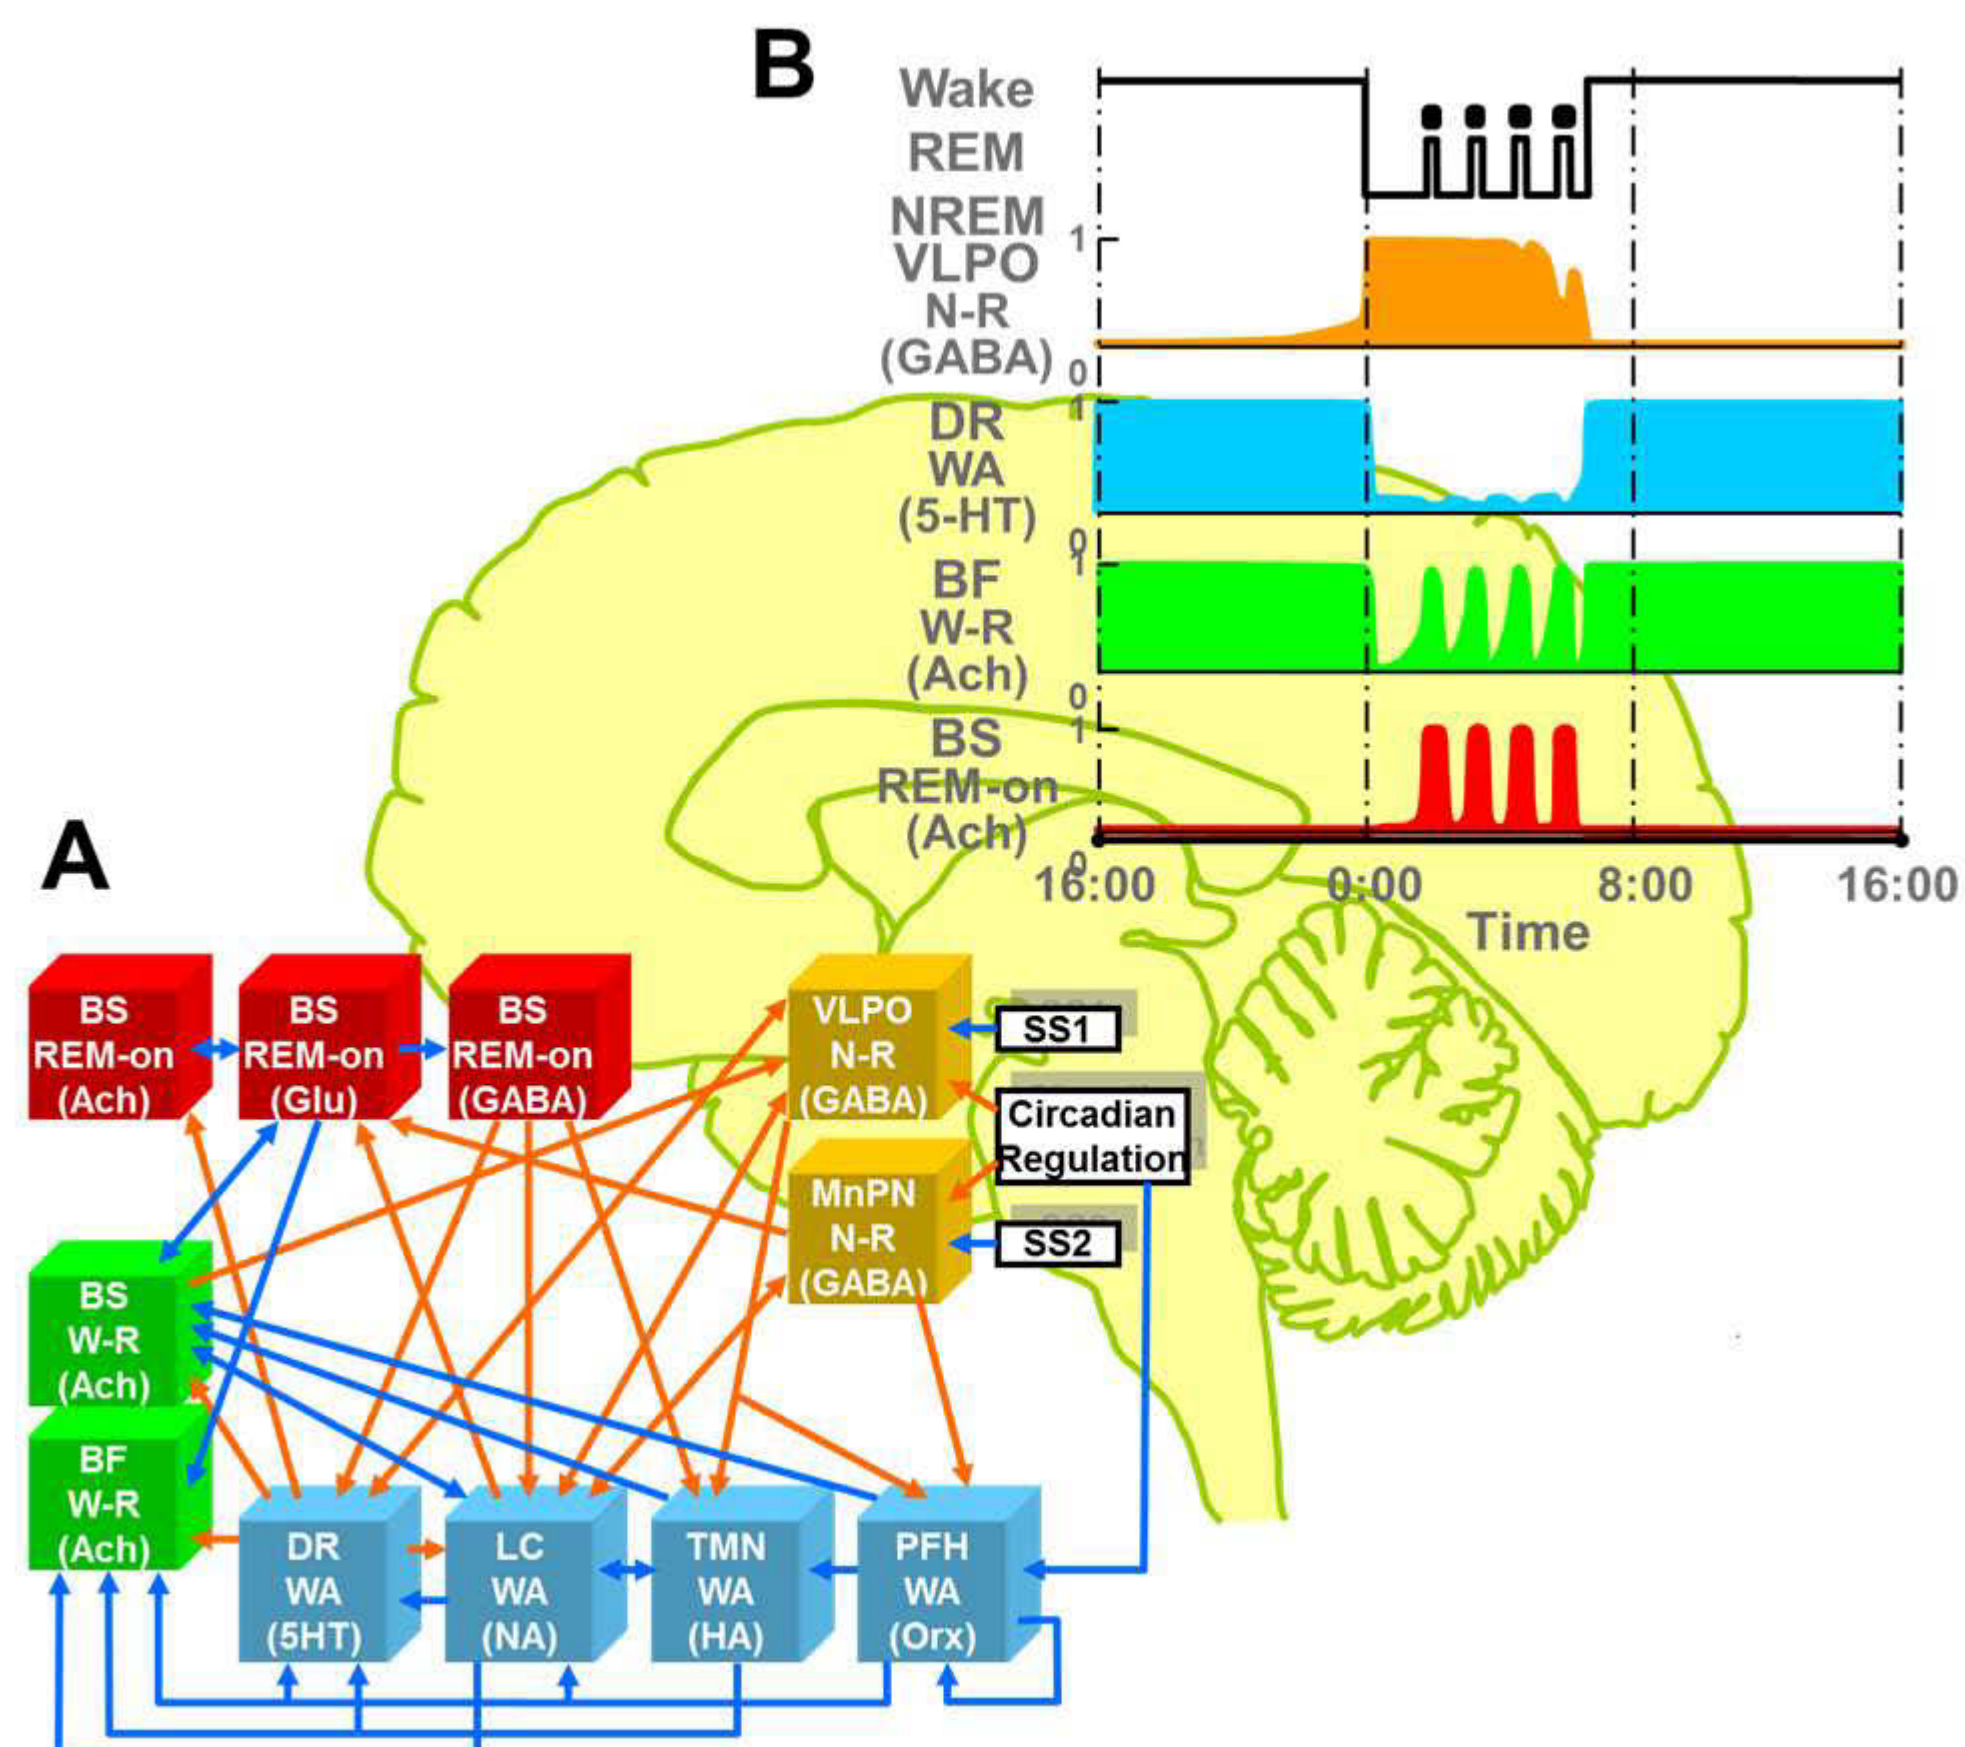 B
Wake
REM
NREM
1
VLPO
N-R
(GABA)
0
1
DR
WA
(5-HT)
0
1
BF
W-R
(Ach)
0
1
BS
REM-on
(Ach)
0
16:00 0:00 8:00 16:00
Time
A
BS
REM-on
(Ach)
BS
REM-on
(Glu)
BS
REM-on
(GABA)
VLPO
N-R
(GABA)
SS1
Circadian
Regulation
MnPN
N-R
(GABA)
SS2
BS
W-R
(Ach)
BF
W-R
(Ach)
DR
WA
(5HT)
LC
WA
(NA)
TMN
WA
(HA)
PFH
WA
(Orx)